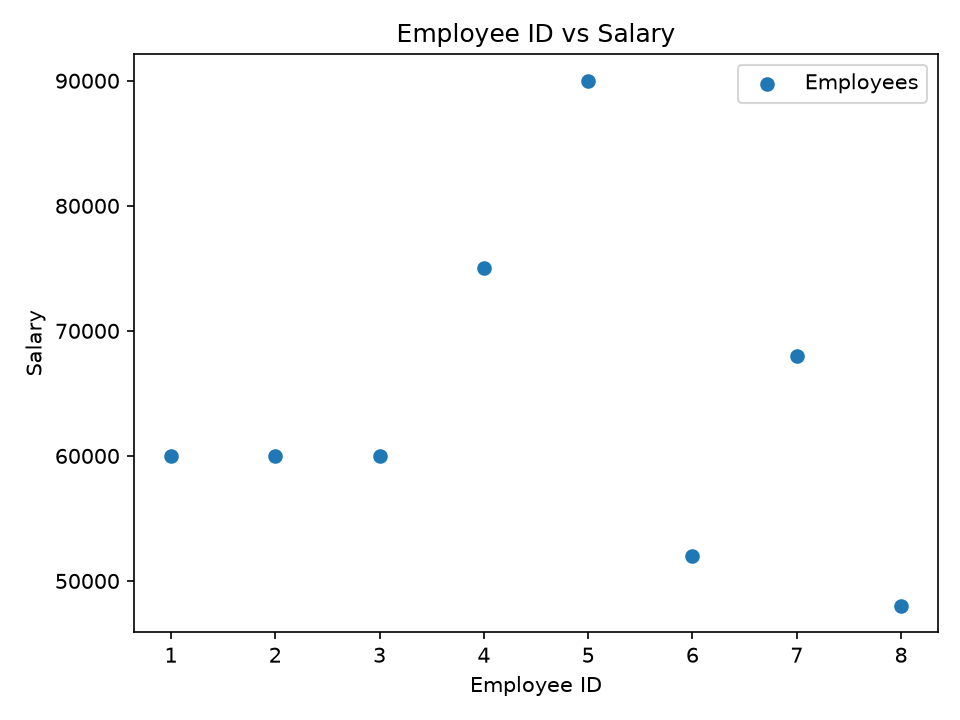 Employee ID vs Salary
Employees
90000
80000
70000
60000
50000
Salary
1 2 3 4 5 6 7 8
Employee ID